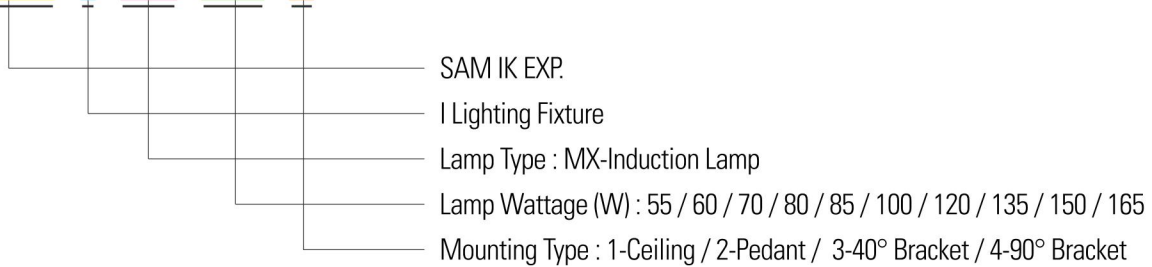 SAM IK EXP.
I Lighting Fixture
Lamp Type : MX-Induction Lamp
Lamp Wattage (W) : 55 / 60 / 70 / 80 / 85 / 100 / 120 / 135 / 150 / 165
Mounting Type : 1-Ceiling / 2-Pedant / 3-40° Bracket / 4-90° Bracket